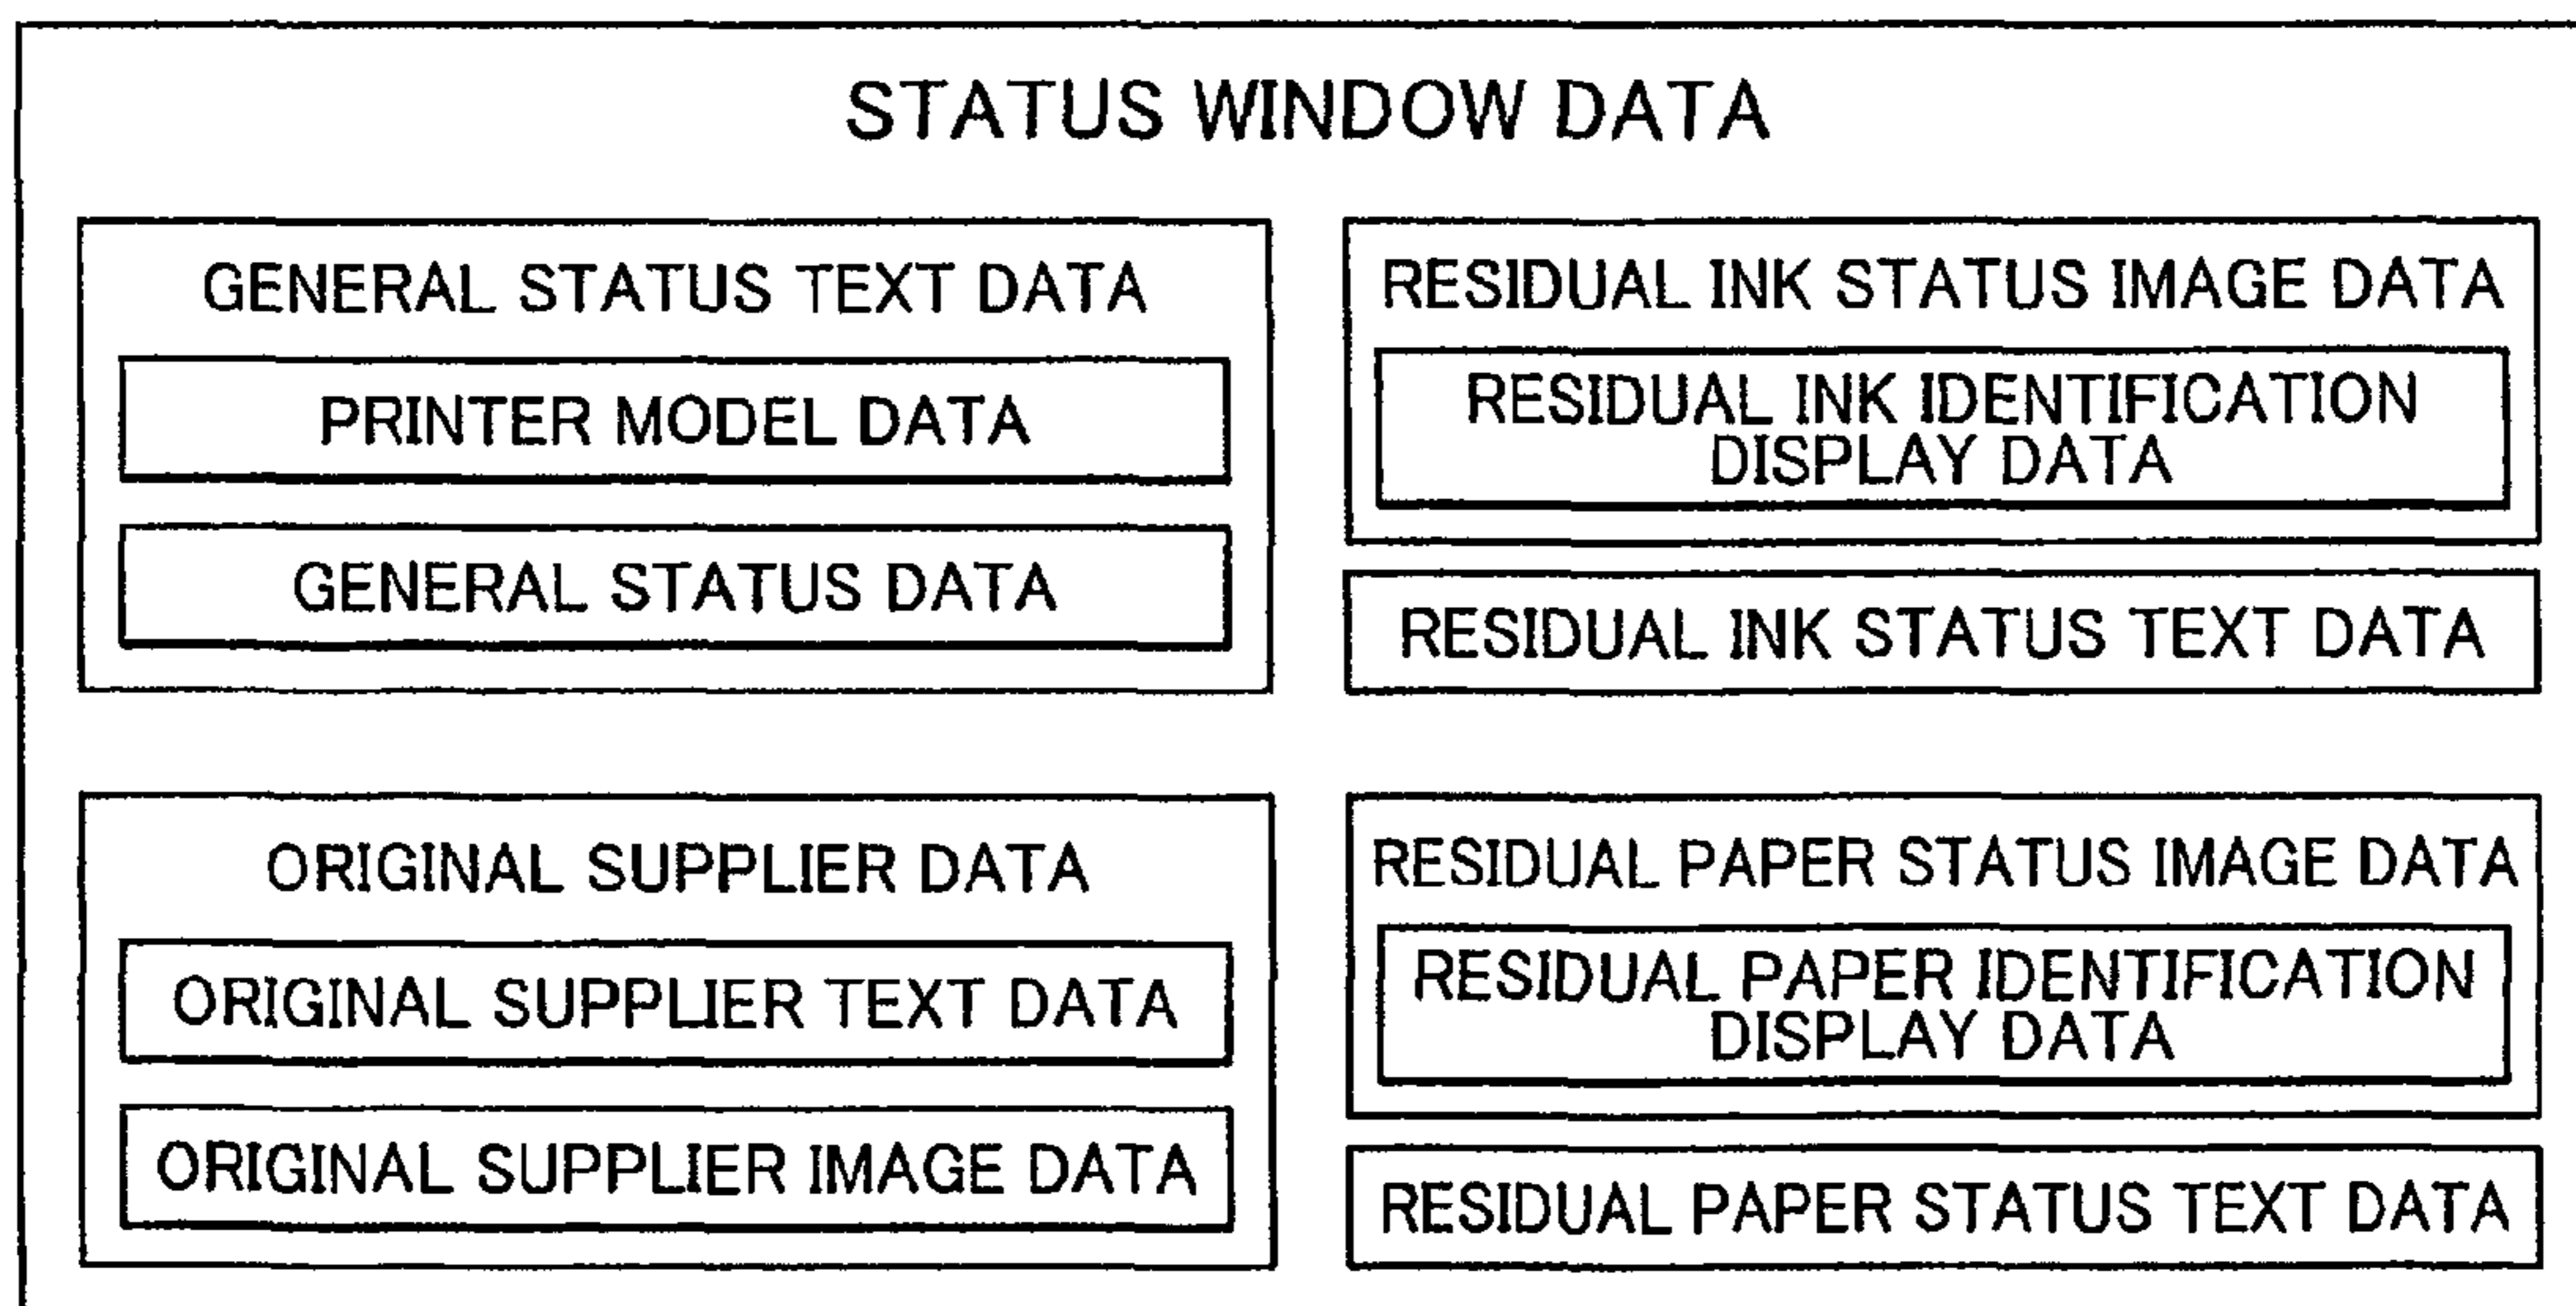 STATUS WINDOW DATA
GENERAL STATUS TEXT DATA
PRINTER MODEL DATA
GENERAL STATUS DATA
RESIDUAL INK STATUS IMAGE DATA
RESIDUAL INK IDENTIFICATION
DISPLAY DATA
RESIDUAL INK STATUS TEXT DATA
ORIGINAL SUPPLIER DATA
ORIGINAL SUPPLIER TEXT DATA
ORIGINAL SUPPLIER IMAGE DATA
RESIDUAL PAPER STATUS IMAGE DATA
RESIDUAL PAPER IDENTIFICATION
DISPLAY DATA
RESIDUAL PAPER STATUS TEXT DATA